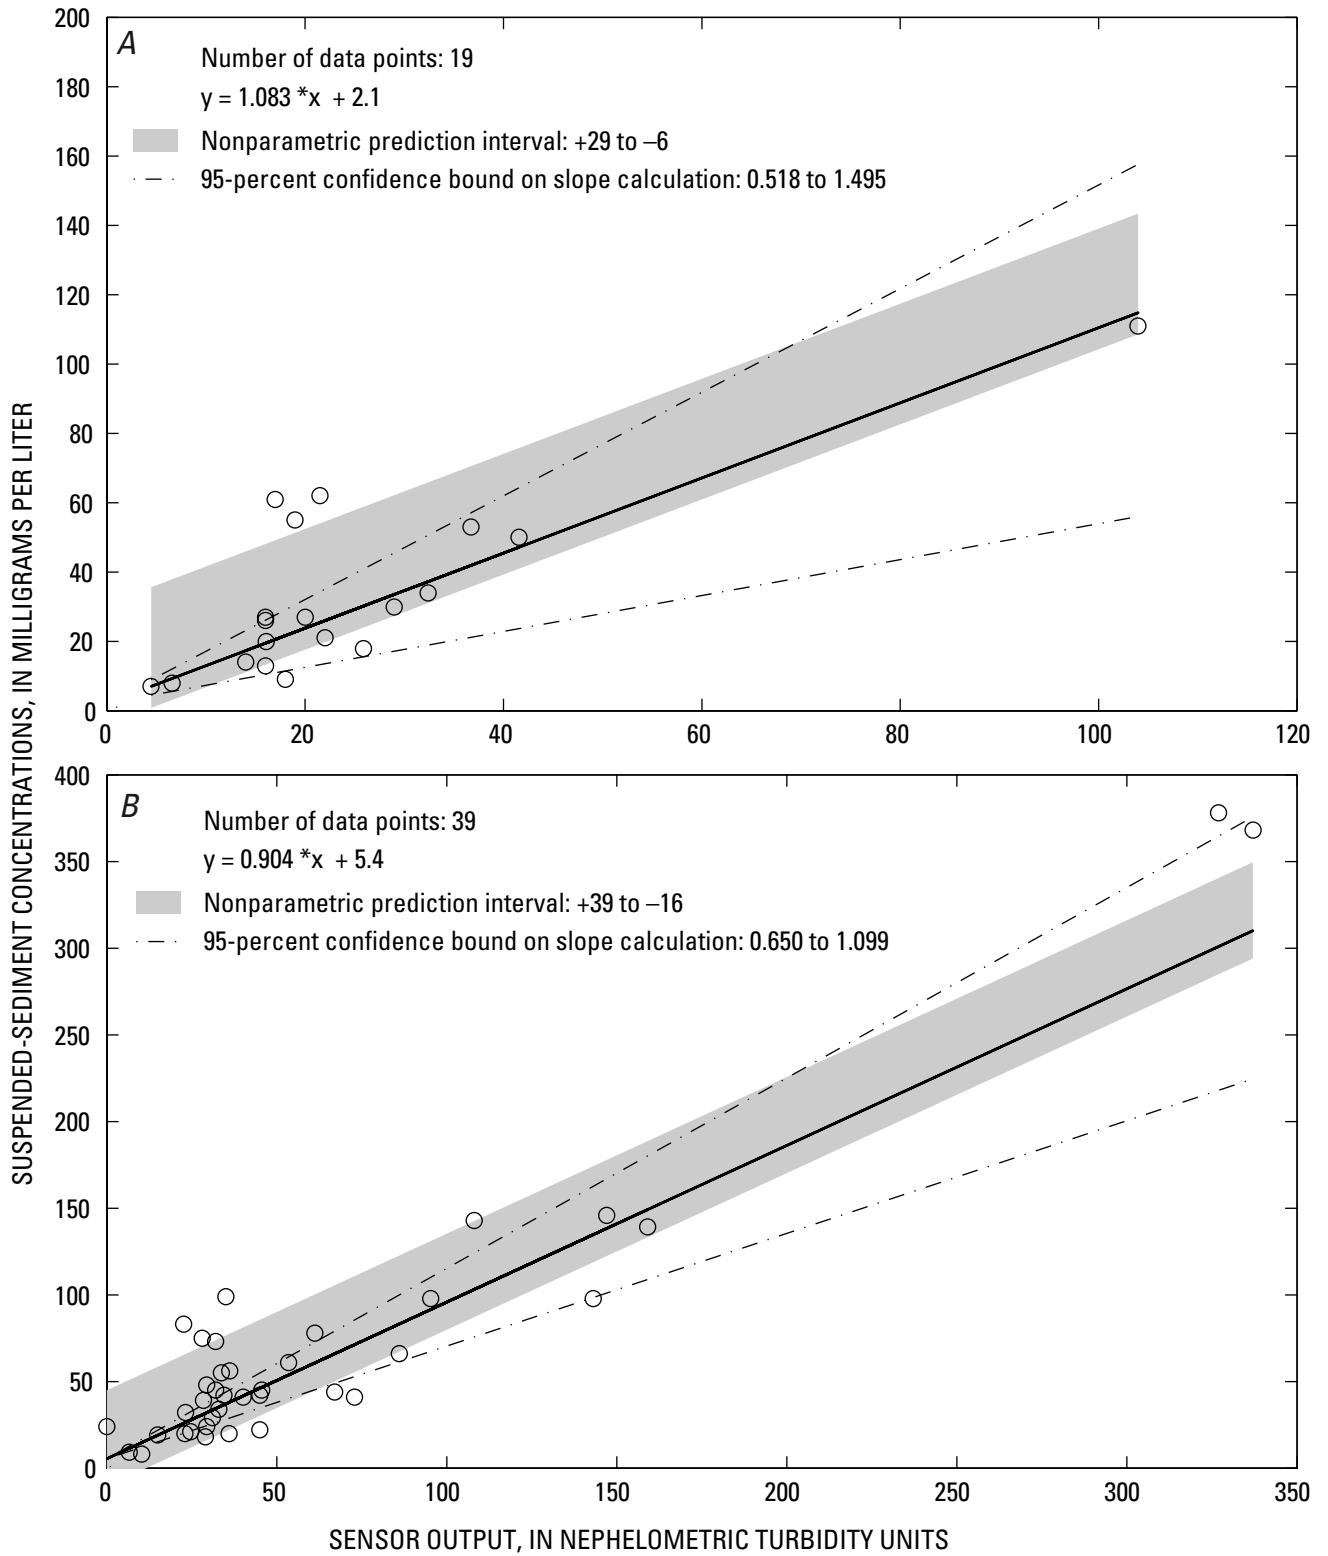 SUSPENDED-SEDIMENT CONCENTRATIONS, IN MILLIGRAMS PER LITER
A
Number of data points: 19
y = 1.083 *x + 2.1
Nonparametric prediction interval: +29 to –6
95-percent confidence bound on slope calculation: 0.518 to 1.495
200
180
160
140
120
100
80
60
40
20
0
0 20 40 60 80 100 120
B
Number of data points: 39
y = 0.904 *x + 5.4
Nonparametric prediction interval: +39 to –16
95-percent confidence bound on slope calculation: 0.650 to 1.099
400
350
300
250
200
150
100
50
0
0 50 100 150 200 250 300 350
SENSOR OUTPUT, IN NEPHELOMETRIC TURBIDITY UNITS